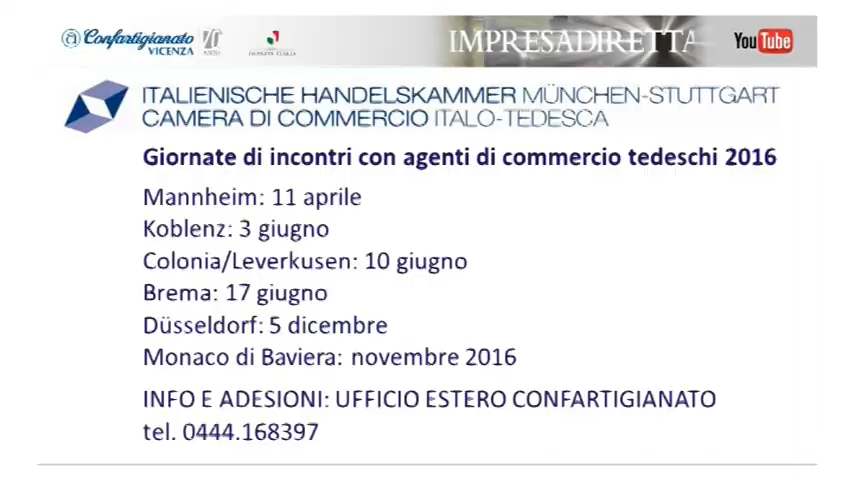 Confartigianato
VICENZA
IMPRESADIRETTA
YouTube
ITALIENISCHE HANDELSKAMMER MÜNCHEN-STUTTGART
CAMERA DI COMMERCIO ITALO-TEDESCA
Giornate di incontri con agenti di commercio tedeschi 2016
Mannheim: 11 aprile
Koblenz: 3 giugno
Colonia/Leverkusen: 10 giugno
Brema: 17 giugno
Düsseldorf: 5 dicembre
Monaco di Baviera: novembre 2016
INFO E ADESIONI: UFFICIO ESTERO CONFARTIGIANATO
tel. 0444.168397